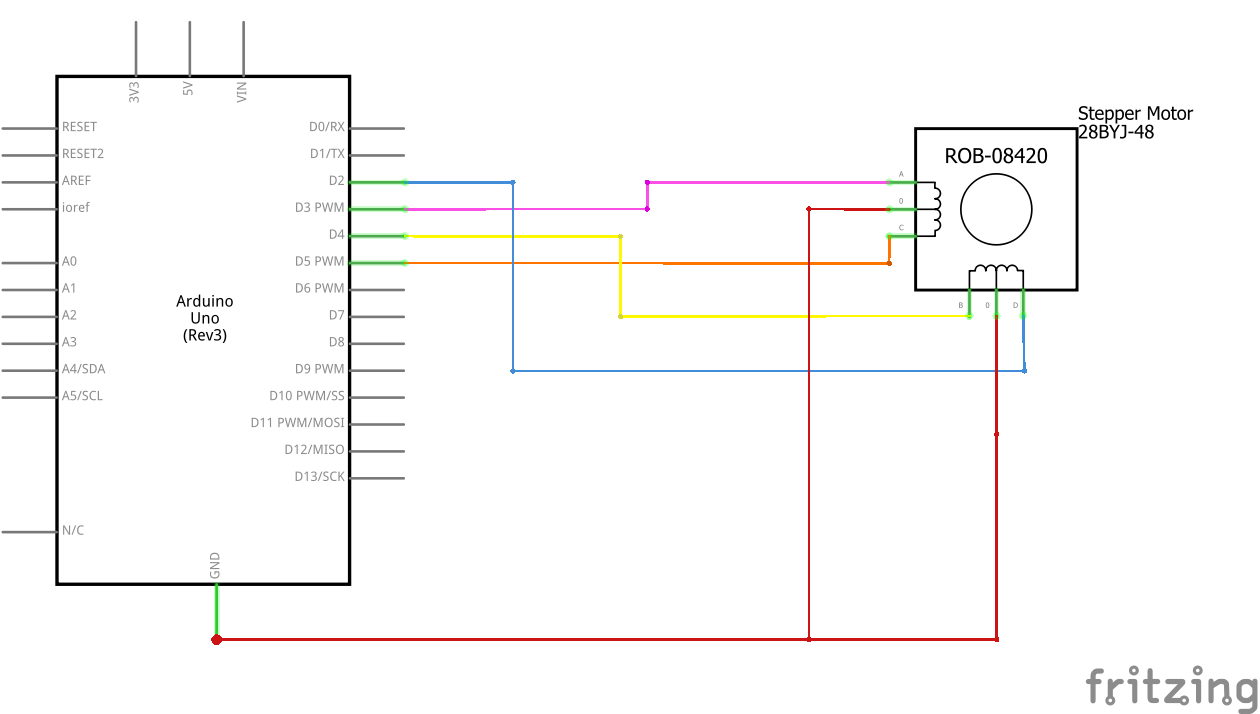 3V3
5V
VIN
RESET
RESET2
AREF
ioref
A0
A1
A2
A3
A4/SDA
A5/SCL
N/C
D0/RX
D1/TX
D2
D3 PWM
D4
D5 PWM
D6 PWM
D7
D8
D9 PWM
D10 PWM/SS
D11 PWM/MOSI
D12/MISO
D13/SCK
GND
Arduino
Uno
(Rev3)
Stepper Motor
28BYJ-48
ROB-08420
A
0
C
B
0
D
fritzing